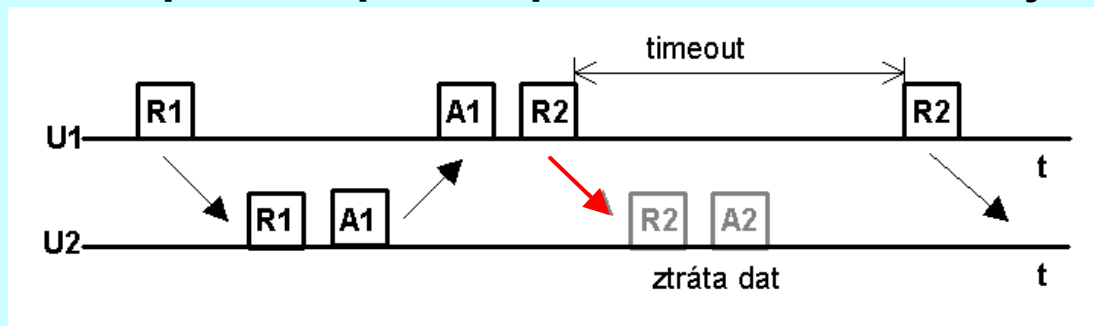 timeout
R1 A1 R2 R2
U1 t
R1 A1 R2 A2
U2 t
ztráta dat